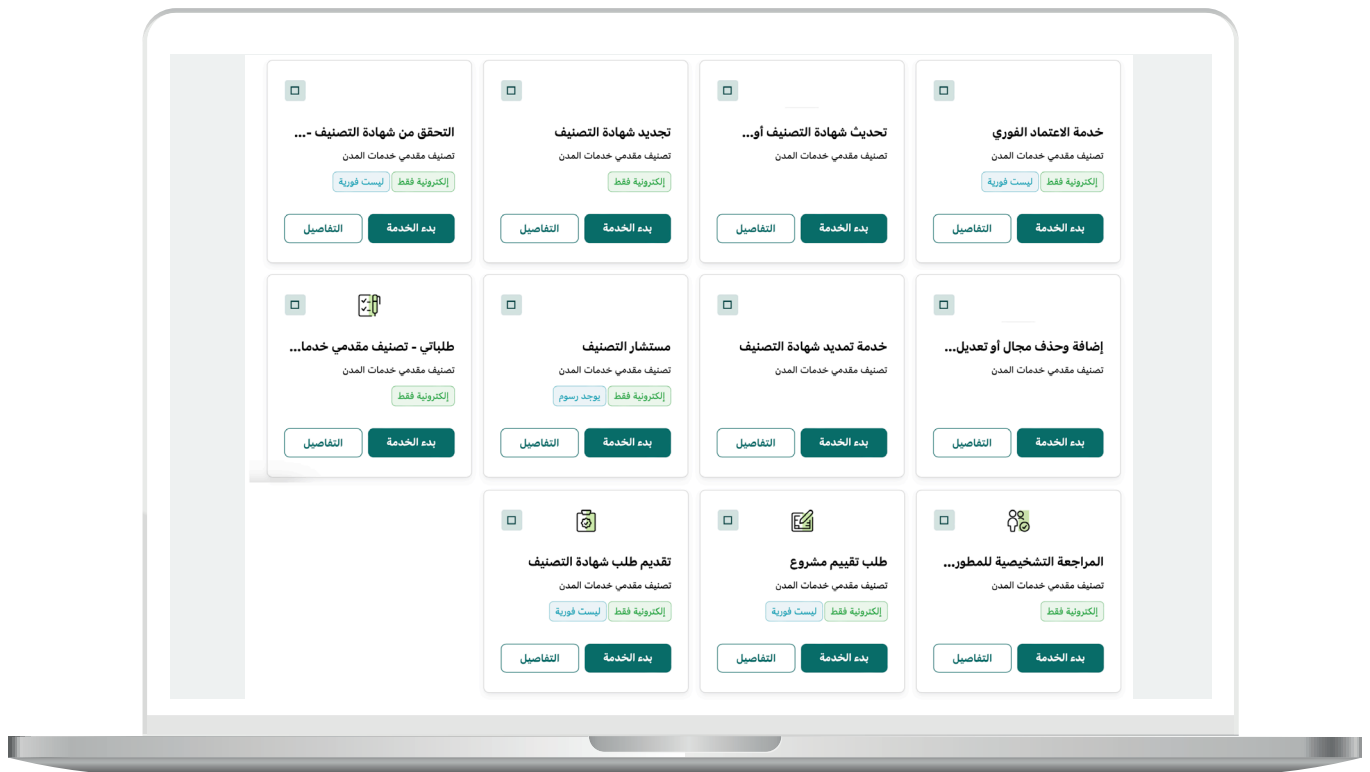 خدمة الاعتماد الفوري
تصنيف مقدمي خدمات المدن
إلكترونية فقط
ليست فورية
بدء الخدمة
التفاصيل
تحديث شهادة التصنيف أو...
تصنيف مقدمي خدمات المدن
بدء الخدمة
التفاصيل
تجديد شهادة التصنيف
تصنيف مقدمي خدمات المدن
إلكترونية فقط
بدء الخدمة
التفاصيل
التحقق من شهادة التصنيف -...
تصنيف مقدمي خدمات المدن
إلكترونية فقط
ليست فورية
بدء الخدمة
التفاصيل
إضافة وحذف مجال أو تعديل...
تصنيف مقدمي خدمات المدن
بدء الخدمة
التفاصيل
خدمة تمديد شهادة التصنيف
تصنيف مقدمي خدمات المدن
بدء الخدمة
التفاصيل
مستشار التصنيف
تصنيف مقدمي خدمات المدن
إلكترونية فقط
يوجد رسوم
بدء الخدمة
التفاصيل
طلباتي - تصنيف مقدمي خدما...
تصنيف مقدمي خدمات المدن
إلكترونية فقط
بدء الخدمة
التفاصيل
المراجعة التشخيصية للمطور...
تصنيف مقدمي خدمات المدن
إلكترونية فقط
بدء الخدمة
التفاصيل
طلب تقييم مشروع
تصنيف مقدمي خدمات المدن
إلكترونية فقط
ليست فورية
بدء الخدمة
التفاصيل
تقديم طلب شهادة التصنيف
تصنيف مقدمي خدمات المدن
إلكترونية فقط
ليست فورية
بدء الخدمة
التفاصيل